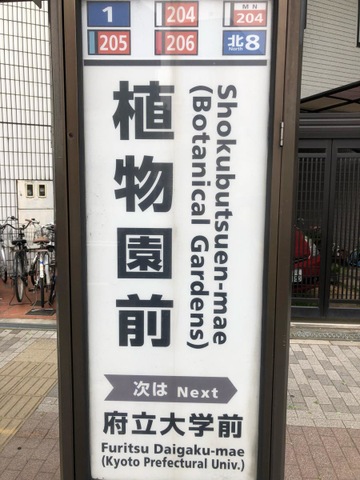 1 204 MN 204
205 206 北8 North
植物園前
Shokubutsuen-mae
(Botanical Gardens)
次は Next
府立大学前
Furitsu Daigaku-mae
(Kyoto Prefectural Univ.)